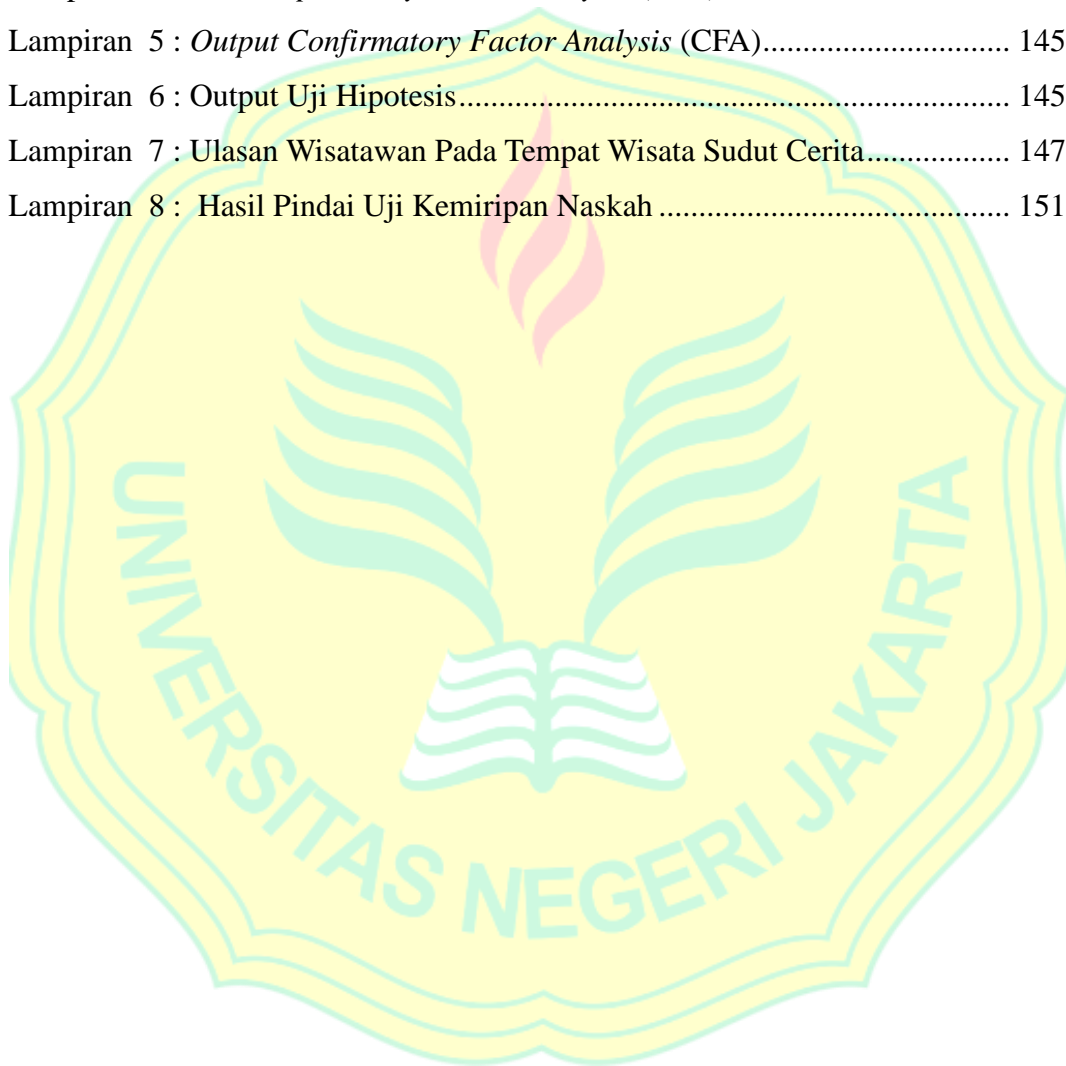 Lampiran  5 : Output Confirmatory Factor Analysis (CFA).................................. 145
Lampiran  6 : Output Uji Hipotesis..................................................................... 145
Lampiran  7 : Ulasan Wisatawan Pada Tempat Wisata Sudut Cerita.................. 147
Lampiran  8 :  Hasil Pindai Uji Kemiripan Naskah ............................................ 151
UNIVERSITAS NEGERI JAKARTA